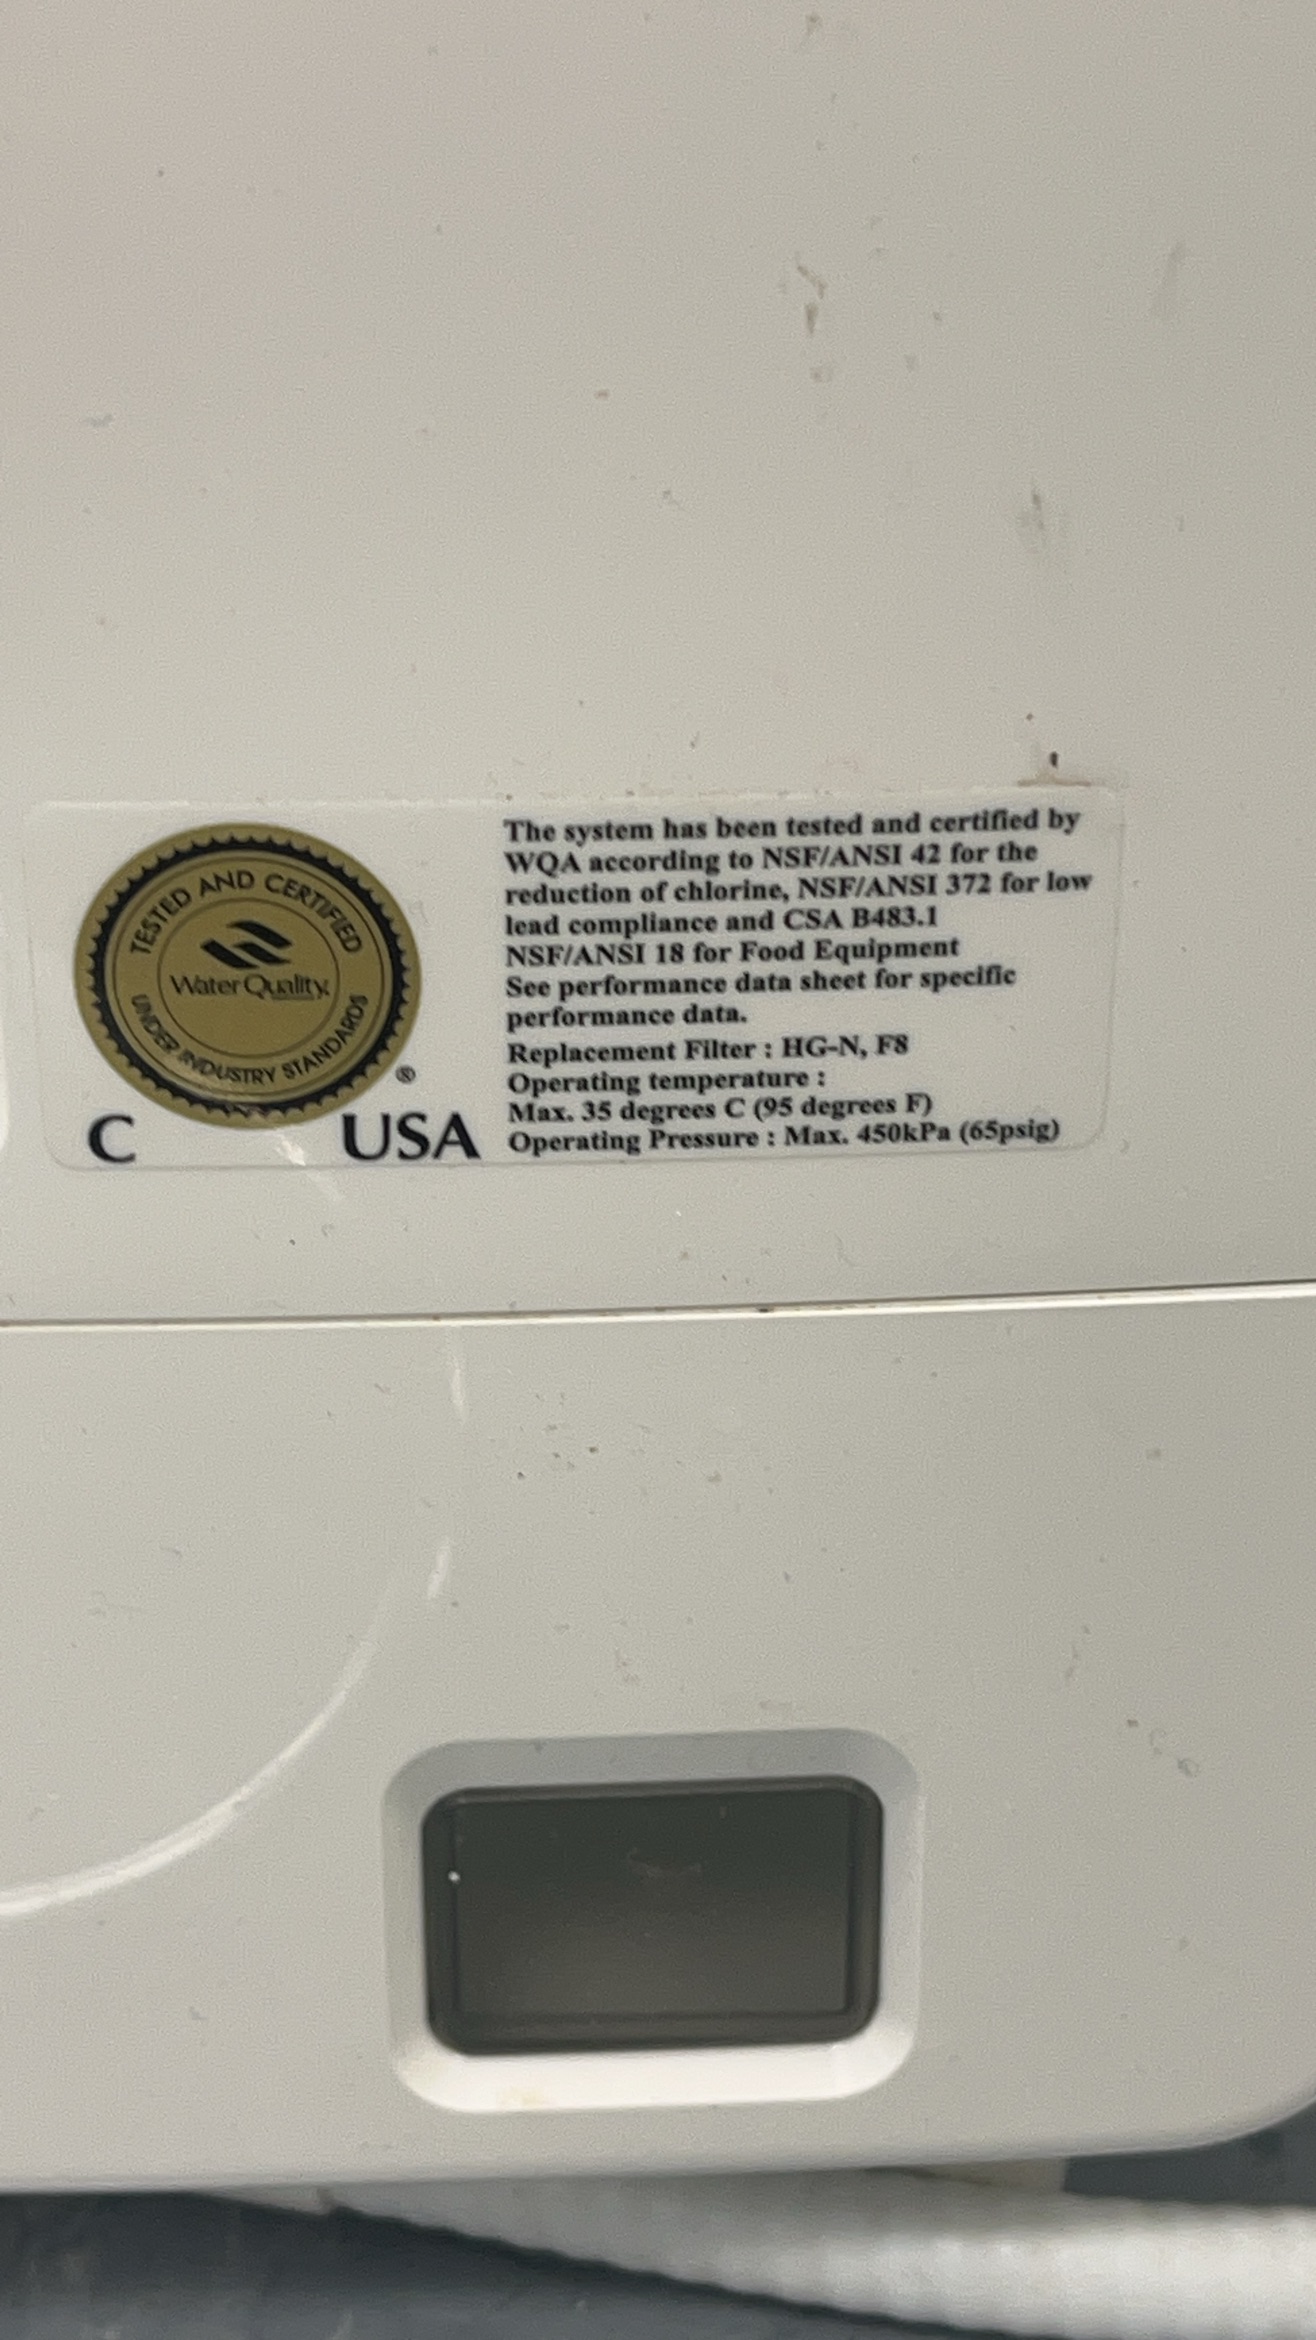 TESTED AND CERTIFIED
Water Quality
UNDER INDUSTRY STANDARDS
®
C USA
The system has been tested and certified by
WQA according to NSF/ANSI 42 for the
reduction of chlorine, NSF/ANSI 372 for low
lead compliance and CSA B483.1
NSF/ANSI 18 for Food Equipment
See performance data sheet for specific
performance data.
Replacement Filter : HG-N, F8
Operating temperature :
Max. 35 degrees C (95 degrees F)
Operating Pressure : Max. 450kPa (65psig)